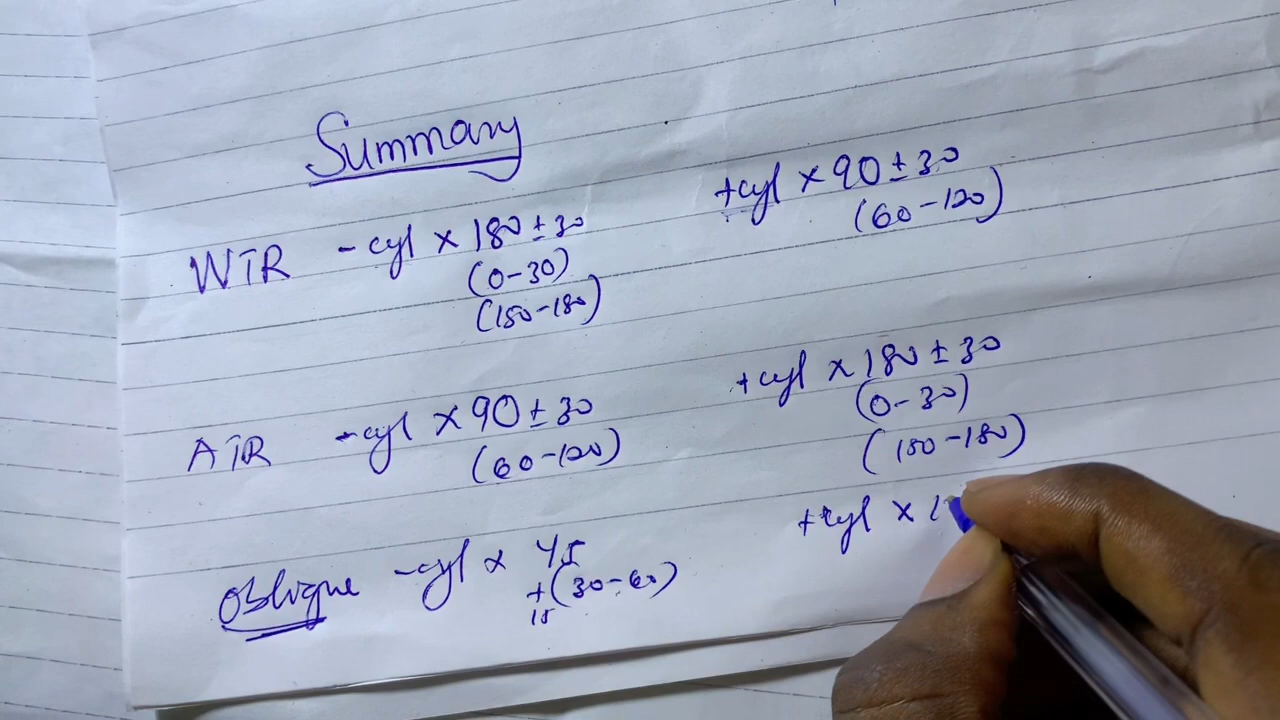 Summary
WTR -cyl × 180 ± 30 +cyl × 90 ± 30
(0-30) (60-120)
(150-180)
ATR -cyl × 90 ± 30 +cyl × 180 ± 30
(60-120) (0-30)
(150-180)
Oblique -cyl × 45 +cyl × 1
± (30-60)
15